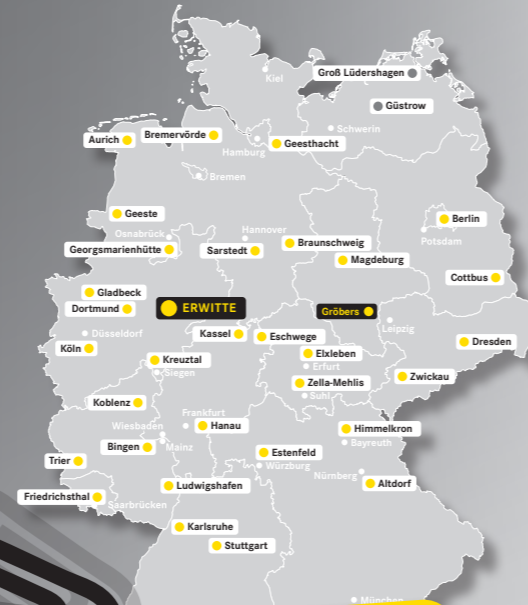 Kiel
Groß Lüdershagen
Güstrow
Schwerin
Aurich
Bremervörde
Hamburg
Geesthacht
Bremen
Geeste
Berlin
Osnabrück
Hannover
Potsdam
Georgsmarienhütte
Sarstedt
Braunschweig
Magdeburg
Cottbus
Gladbeck
Dortmund
ERWITTE
Gröbers
Leipzig
Düsseldorf
Kassel
Eschwege
Dresden
Köln
Kreuztal
Elxleben
Siegen
Erfurt
Zwickau
Zella-Mehlis
Suhl
Koblenz
Frankfurt
Wiesbaden
Hanau
Himmelkron
Bingen
Mainz
Bayreuth
Trier
Estenfeld
Würzburg
Nürnberg
Ludwigshafen
Altdorf
Friedrichsthal
Saarbrücken
Karlsruhe
Stuttgart
München